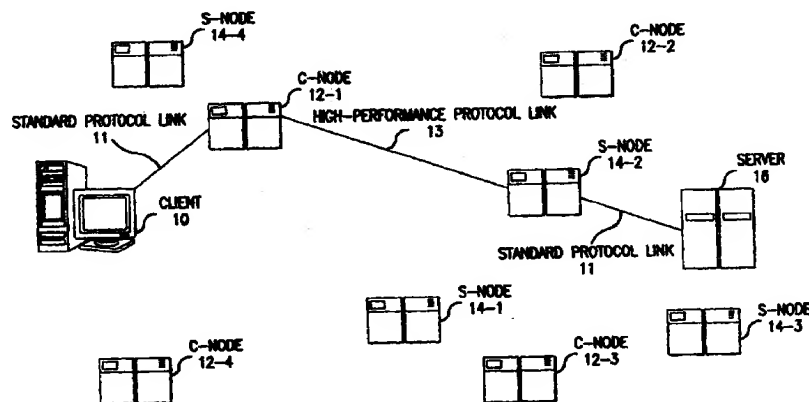 S-NODE
14-4
C-NODE
12-2
C-NODE
12-1
STANDARD PROTOCOL LINK
11
HIGH-PERFORMANCE PROTOCOL LINK
13
S-NODE
14-2
SERVER
16
CLIENT
10
STANDARD PROTOCOL LINK
11
S-NODE
14-1
S-NODE
14-3
C-NODE
12-4
C-NODE
12-3